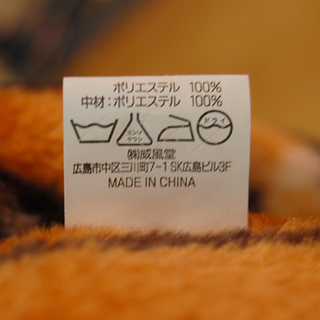 ポリエステル 100%
中材：ポリエステル 100%
エンソ サラシ ドライ
㈱威風堂
広島市中区三川町7-1 SK広島ビル3F
MADE IN CHINA